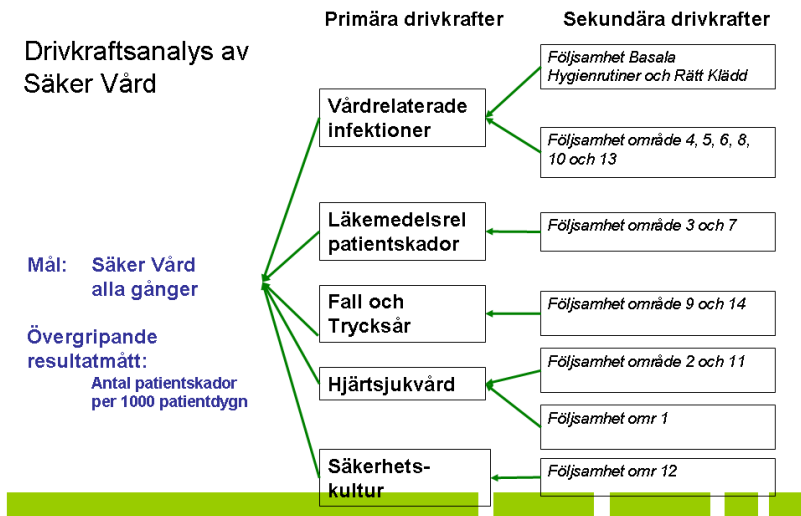 Drivkraftsanalys av
Säker Vård
Primära drivkrafter
Sekundära drivkrafter
Vårdrelaterade
infektioner
Följsamhet Basala
Hygienrutiner och Rätt Klädd
Följsamhet område 4, 5, 6, 8,
10 och 13
Läkemedelsrel
patientskador
Följsamhet område 3 och 7
Mål: Säker Vård
alla gånger
Övergripande
resultatmått:
Antal patientskador
per 1000 patientdygn
Fall och
Trycksår
Följsamhet område 9 och 14
Hjärtsjukvård
Följsamhet område 2 och 11
Följsamhet omr 1
Säkerhets-
kultur
Följsamhet omr 12